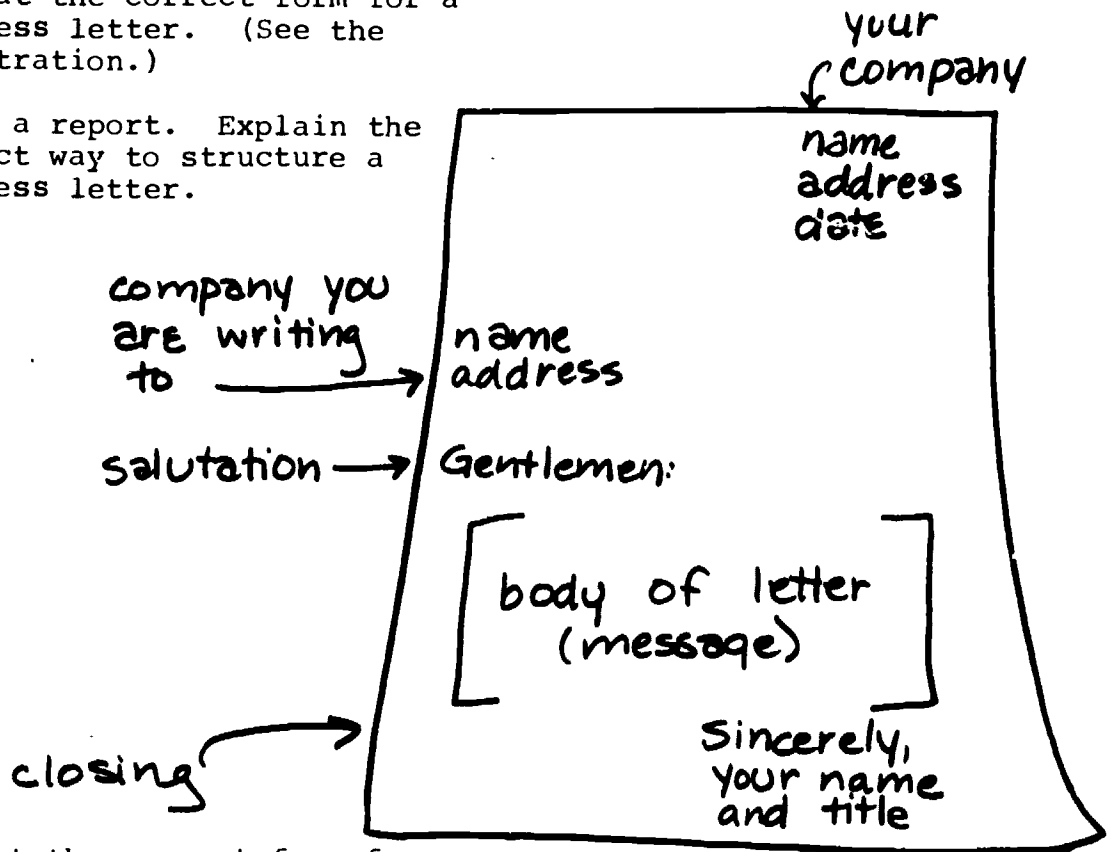 the correct form for a
ess letter. (See the
tration.)
a report. Explain the
ct way to structure a
ess letter.
your
company
name
address
date
company you
are writing
to
name
address
salutation
Gentlemen:
body of letter
(message)
closing
Sincerely,
your name
and title